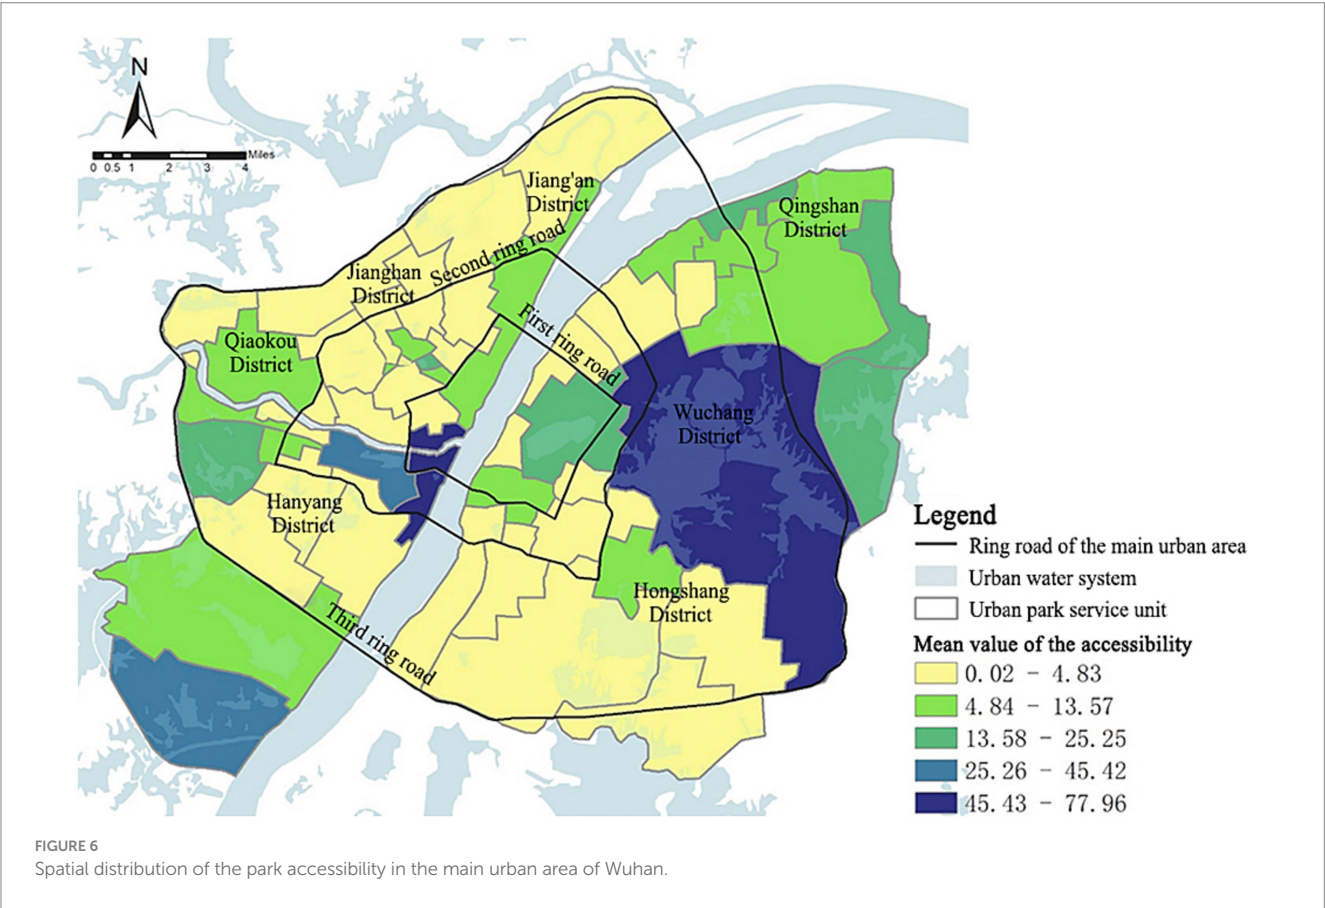 N
Miles
0 0.5 1 2 3 4
Jiang'an
District
Qingshan
District
Second ring road
Jianghan
District
First ring road
Qiaokou
District
Wuchang
District
Hanyang
District
Hongshang
District
Third ring road
Legend
Ring road of the main urban area
Urban water system
Urban park service unit
Mean value of the accessibility
0.02 - 4.83
4.84 - 13.57
13.58 - 25.25
25.26 - 45.42
45.43 - 77.96
FIGURE 6
Spatial distribution of the park accessibility in the main urban area of Wuhan.